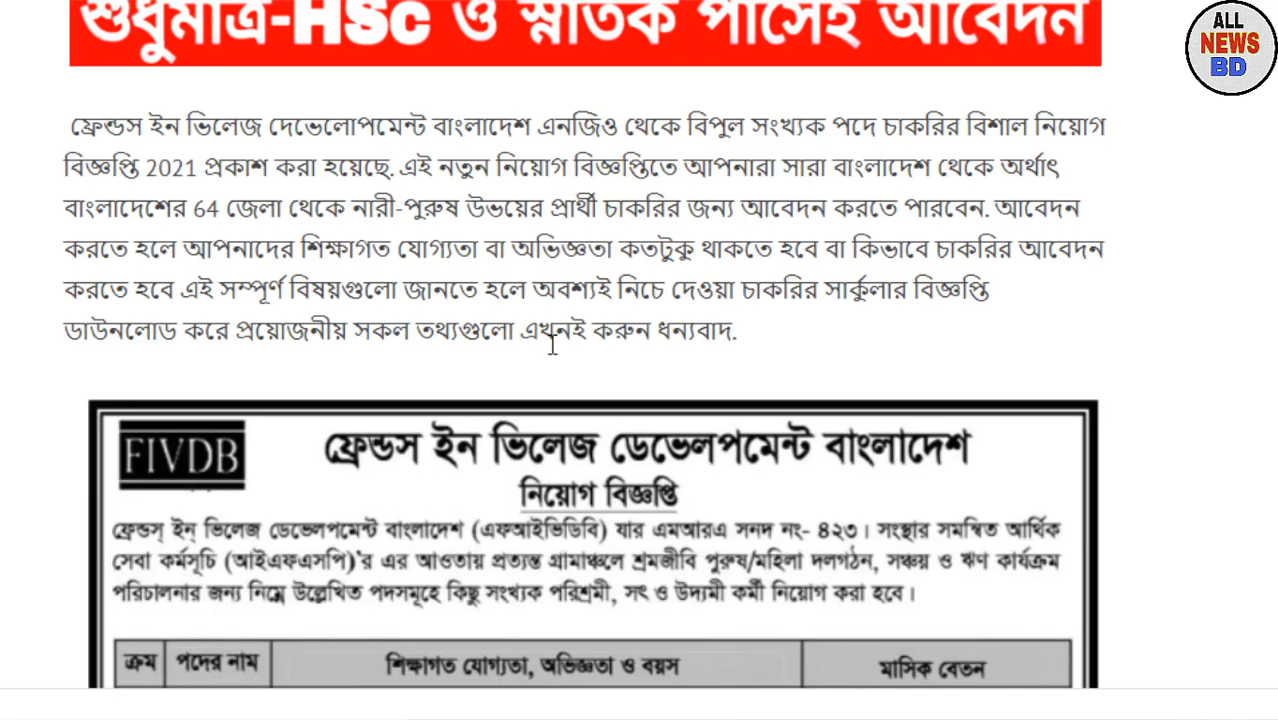 শুধুমাত্র-HSc ও স্নাতক পাসেই আবেদন
ALL
NEWS
BD
ফ্রেন্ডস ইন ভিলেজ দেভেলোপমেন্ট বাংলাদেশ এনজিও থেকে বিপুল সংখ্যক পদে চাকরির বিশাল নিয়োগ
বিজ্ঞপ্তি 2021 প্রকাশ করা হয়েছে. এই নতুন নিয়োগ বিজ্ঞপ্তিতে আপনারা সারা বাংলাদেশ থেকে অর্থাৎ
বাংলাদেশের 64 জেলা থেকে নারী-পুরুষ উভয়ের প্রার্থী চাকরির জন্য আবেদন করতে পারবেন. আবেদন
করতে হলে আপনাদের শিক্ষাগত যোগ্যতা বা অভিজ্ঞতা কতটুকু থাকতে হবে বা কিভাবে চাকরির আবেদন
করতে হবে এই সম্পূর্ণ বিষয়গুলো জানতে হলে অবশ্যই নিচে দেওয়া চাকরির সার্কুলার বিজ্ঞপ্তি
ডাউনলোড করে প্রয়োজনীয় সকল তথ্যগুলো এখনই করুন ধন্যবাদ.
FIVDB
ফ্রেন্ডস ইন ভিলেজ ডেভেলপমেন্ট বাংলাদেশ
নিয়োগ বিজ্ঞপ্তি
ফ্রেন্ডস্ ইন্ ভিলেজ ডেভেলপমেন্ট বাংলাদেশ (এফআইভিডিবি) যার এমআরএ সনদ নং- ৪২৩। সংস্থার সমন্বিত আর্থিক
সেবা কর্মসূচি (আইএফএসপি)'র এর আওতায় প্রত্যন্ত গ্রামাঞ্চলে শ্রমজীবি পুরুষ/মহিলা দলগঠন, সঞ্চয় ও ঋণ কার্যক্রম
পরিচালনার জন্য নিম্নে উল্লেখিত পদসমূহে কিছু সংখ্যক পরিশ্রমী, সৎ ও উদ্যমী কর্মী নিয়োগ করা হবে।
ক্রম পদের নাম শিক্ষাগত যোগ্যতা, অভিজ্ঞতা ও বয়স মাসিক বেতন